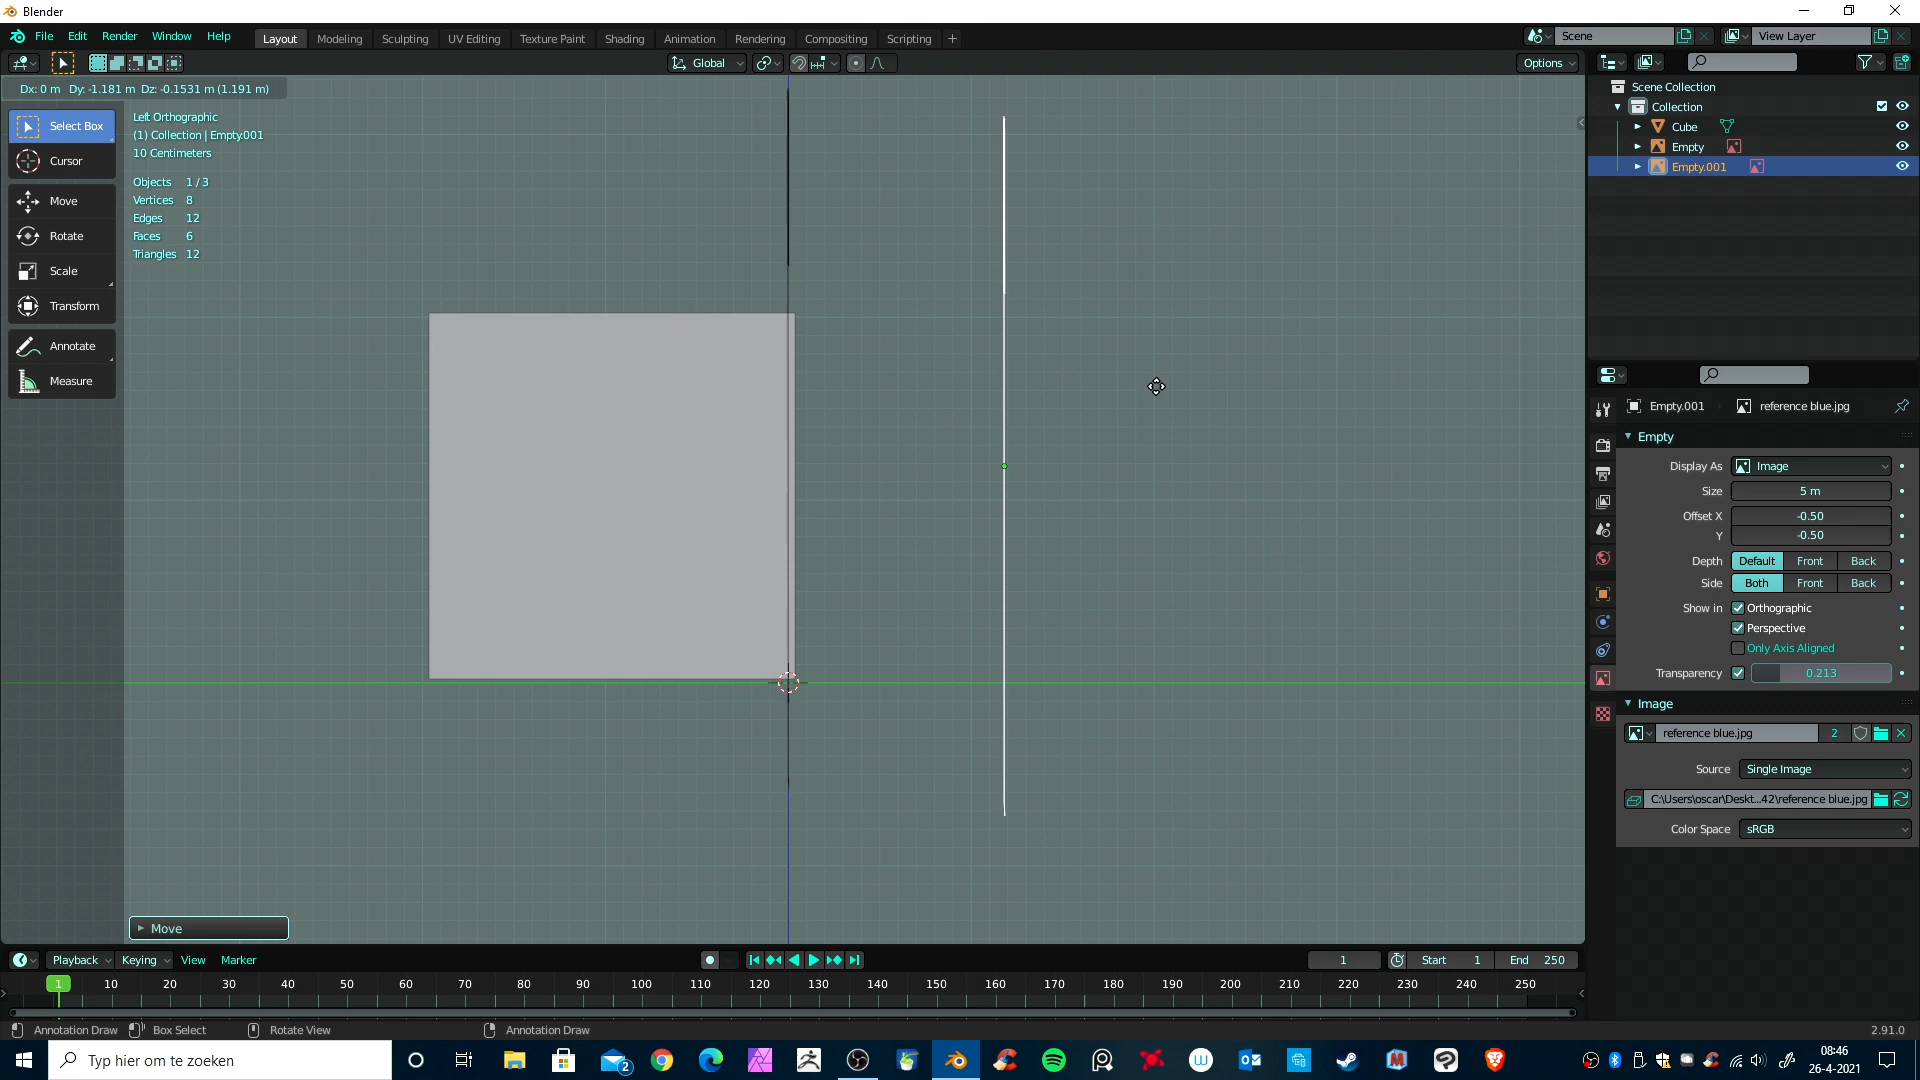 Blender
File Edit Render Window Help
Layout Modeling Sculpting UV Editing Texture Paint Shading Animation Rendering Compositing Scripting +
Scene
View Layer
Global
Options
Dx: 0 m Dy: -1.181 m Dz: -0.1531 m (1.191 m)
Left Orthographic
(1) Collection | Empty.001
10 Centimeters
Objects 1 / 3
Vertices 8
Edges 12
Faces 6
Triangles 12
Select Box
Cursor
Move
Rotate
Scale
Transform
Annotate
Measure
Move
Scene Collection
Collection
Cube
Empty
Empty.001
Empty.001 reference blue.jpg
Empty
Display As Image
Size 5 m
Offset X -0.50
Y -0.50
Depth Default Front Back
Side Both Front Back
Show in Orthographic
Perspective
Only Axis Aligned
Transparency 0.213
Image
reference blue.jpg 2
Source Single Image
C:\Users\oscar\Deskt...42\reference blue.jpg
Color Space sRGB
Playback Keying View Marker
1 Start 1 End 250
1 10 20 30 40 50 60 70 80 90 100 110 120 130 140 150 160 170 180 190 200 210 220 230 240 250
Annotation Draw Box Select Rotate View Annotation Draw
2.91.0
Typ hier om te zoeken
2
08:46
26-4-2021